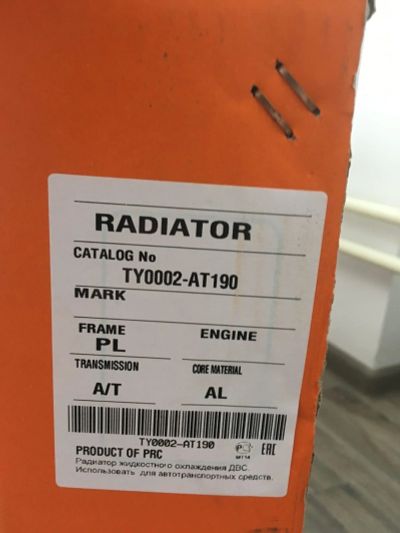 RADIATOR
CATALOG No
TY0002-AT190
MARK
FRAME ENGINE
PL
TRANSMISSION CORE MATERIAL
A/T AL
TY0002-AT190
PRODUCT OF PRC EAC
Радиатор жидкостного охлаждения ДВС.
Использовать для автотранспортных средств.